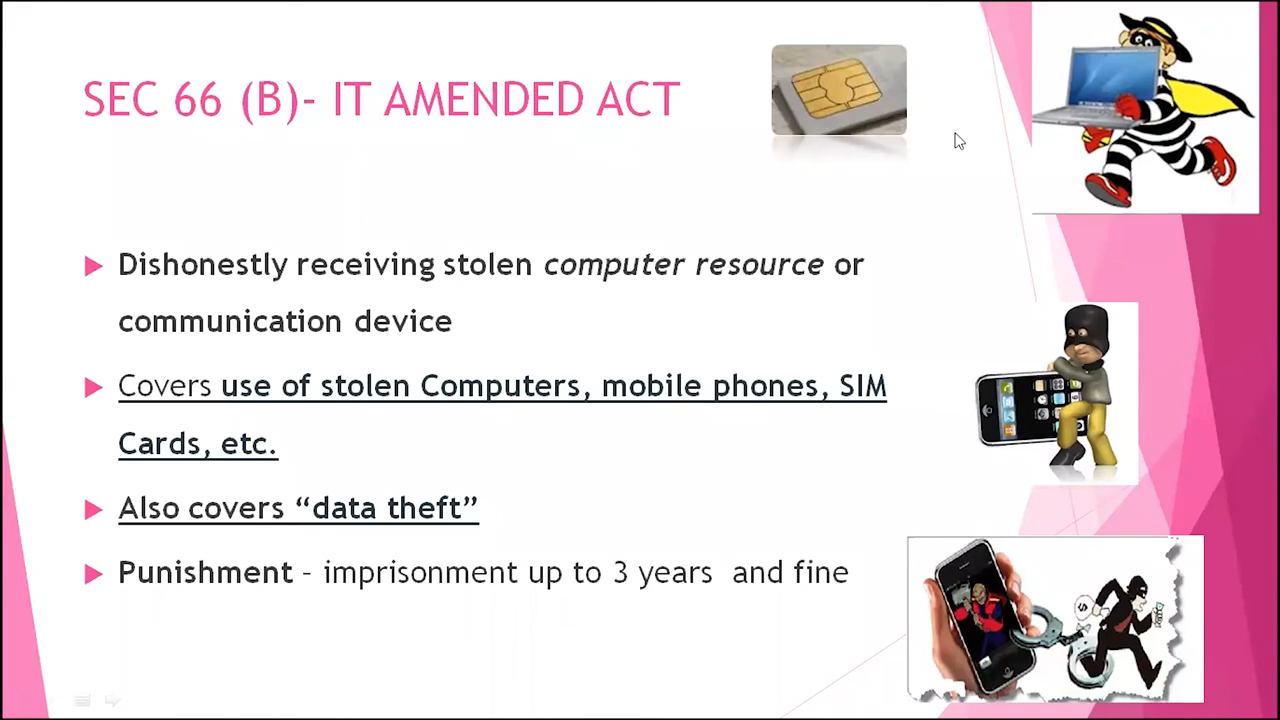 SEC 66 (B)- IT AMENDED ACT
Dishonestly receiving stolen computer resource or
communication device
Covers use of stolen Computers, mobile phones, SIM
Cards, etc.
Also covers “data theft”
Punishment – imprisonment up to 3 years and fine